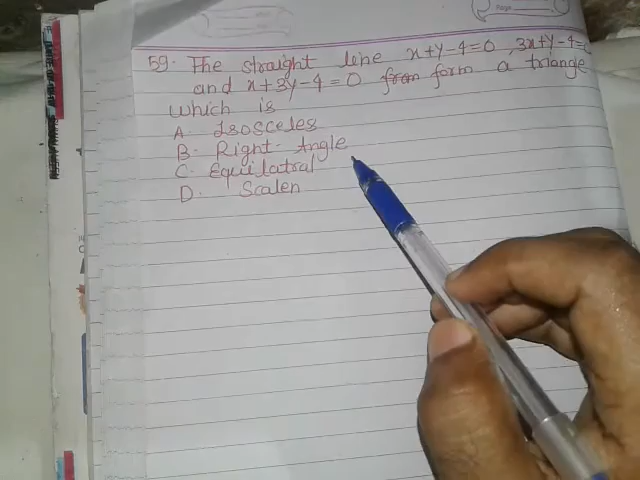 Page
59. The straight line x+y-4=0, 3x+y-4=0
and x+3y-4=0 from form a triangle
which is
A. Isosceles
B. Right Angle
C. Equilatral
D. Scalen